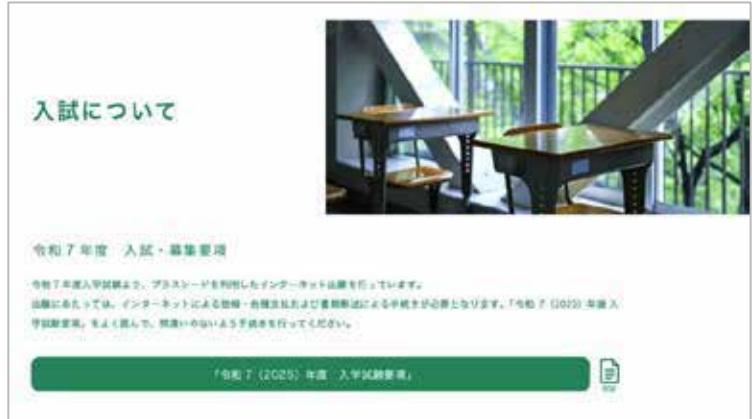 入試について
令和7年度　入試・募集要項
令和7年度入学試験より、プラスシードを利用したインターネット出願を行っています。
出願にあたっては、インターネットによる登録・各種支払および書類郵送による手続きが必要となります。「令和 7（2025）年度 入
学試験要項」をよく読んで、間違いのないよう手続きを行ってください。
「令和 7（2025）年度　入学試験要項」